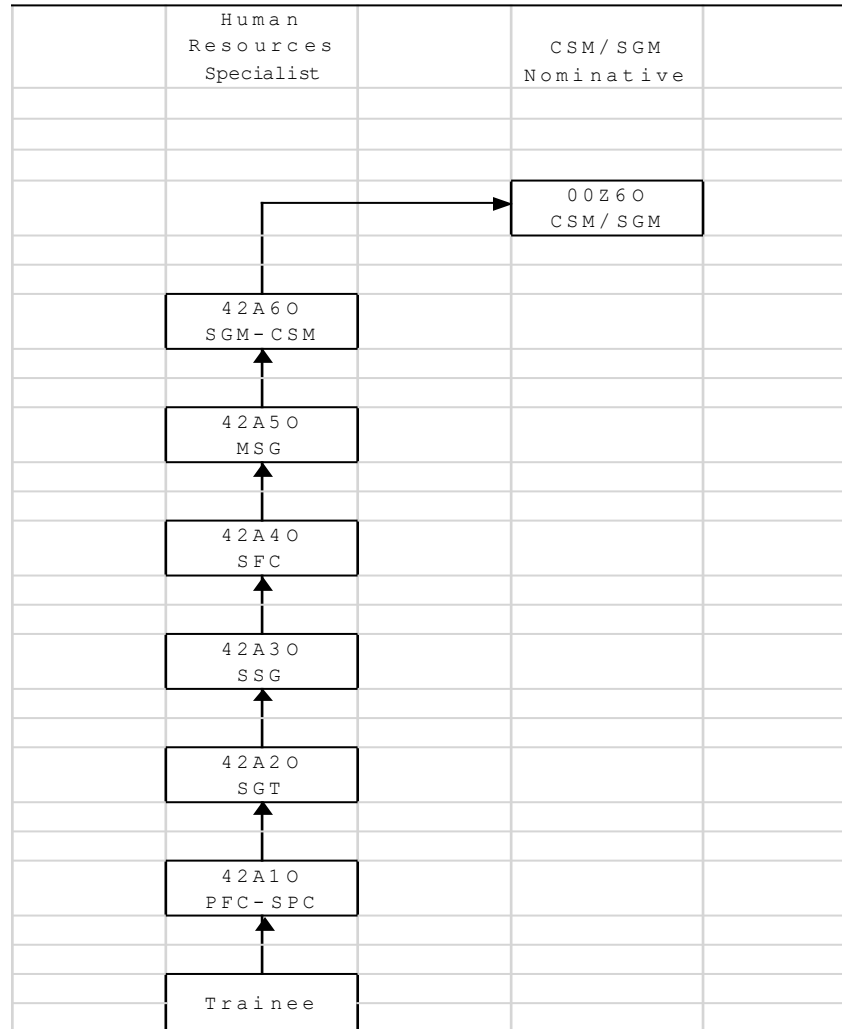 Human
Resources
Specialist
CSM/SGM
Nominative
00Z6O
CSM/SGM
42A6O
SGM-CSM
42A5O
MSG
42A4O
SFC
42A3O
SSG
42A2O
SGT
42A1O
PFC-SPC
Trainee